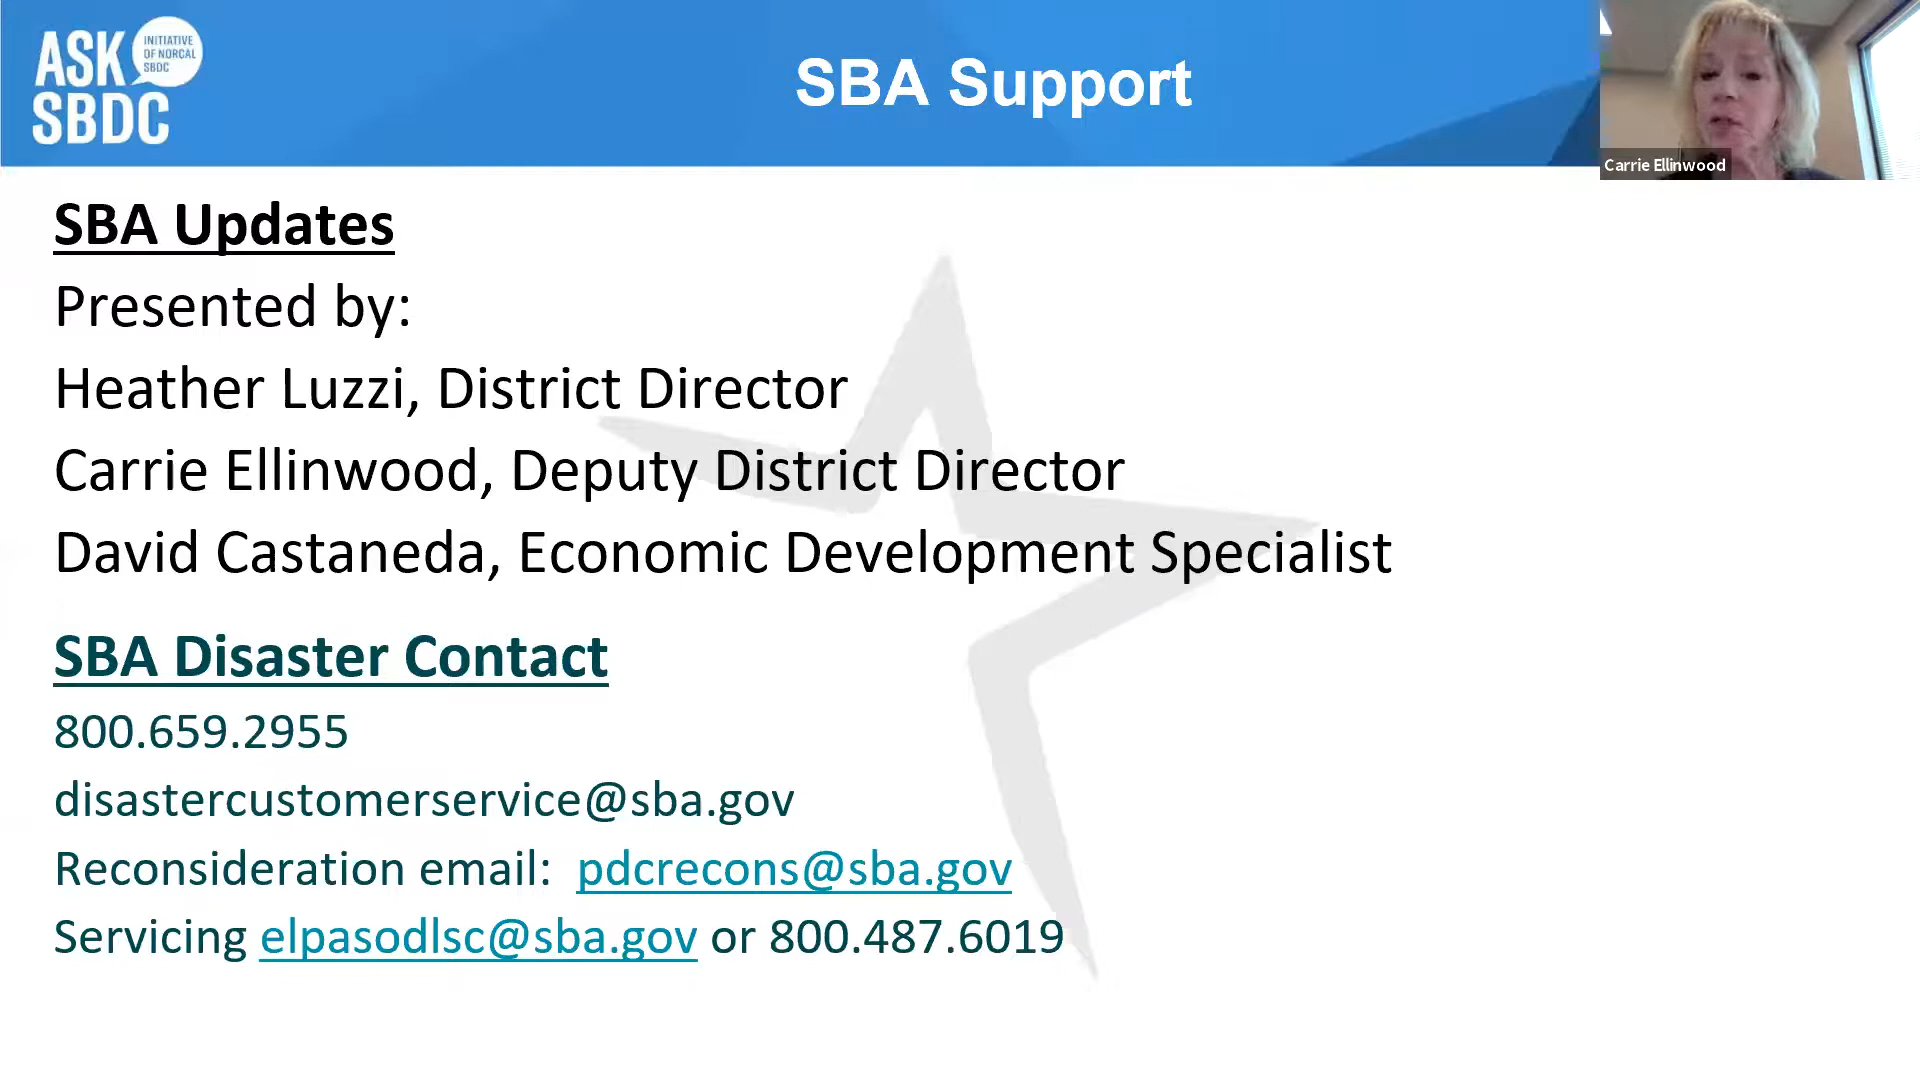 ASK
SBDC
INITIATIVE
OF NORCAL
SBDC
SBA Support
Carrie Ellinwood
SBA Updates
Presented by:
Heather Luzzi, District Director
Carrie Ellinwood, Deputy District Director
David Castaneda, Economic Development Specialist
SBA Disaster Contact
800.659.2955
disastercustomerservice@sba.gov
Reconsideration email: pdcrecons@sba.gov
Servicing elpasodlsc@sba.gov or 800.487.6019